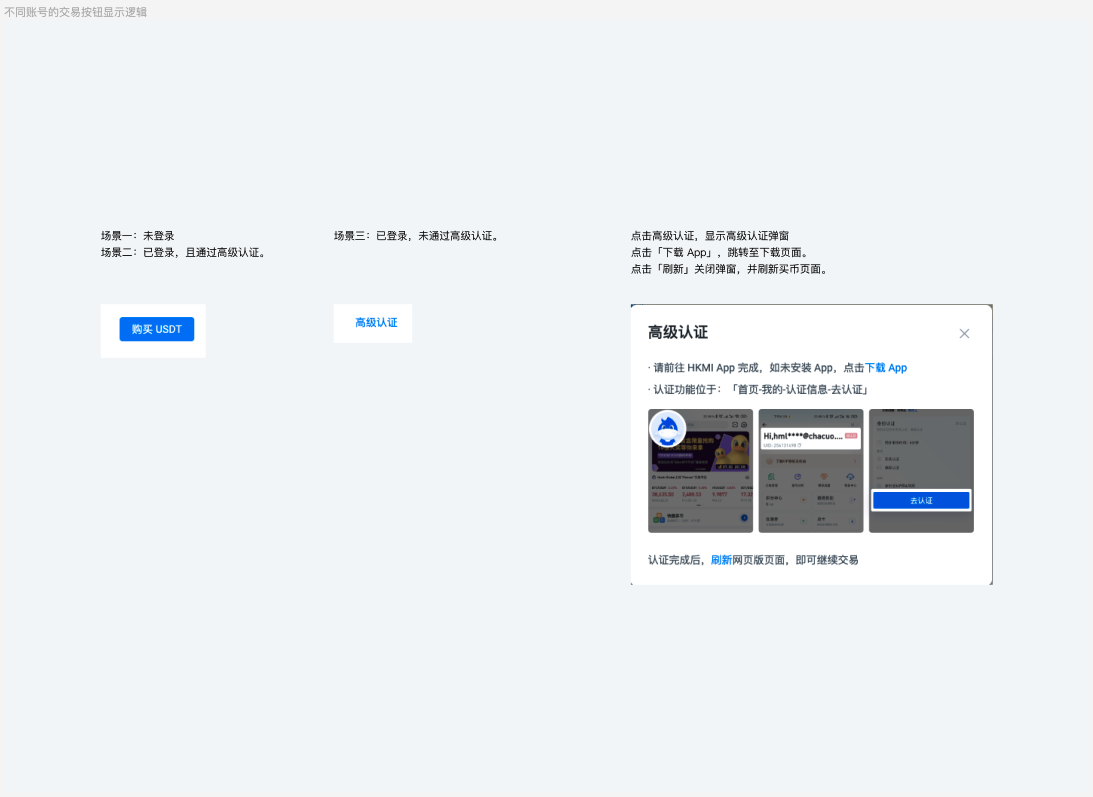 不同账号的交易按钮显示逻辑
场景一：未登录
场景二：已登录，且通过高级认证。
购买 USDT
场景三：已登录，未通过高级认证。
高级认证
点击高级认证，显示高级认证弹窗
点击「下载 App」，跳转至下载页面。
点击「刷新」关闭弹窗，并刷新买币页面。
高级认证
· 请前往 HKMI App 完成，如未安装 App，点击下载 App
· 认证功能位于：「首页-我的-认证信息-去认证」
Hi,hmi****@chacuo....
去认证
认证完成后，刷新网页版页面，即可继续交易